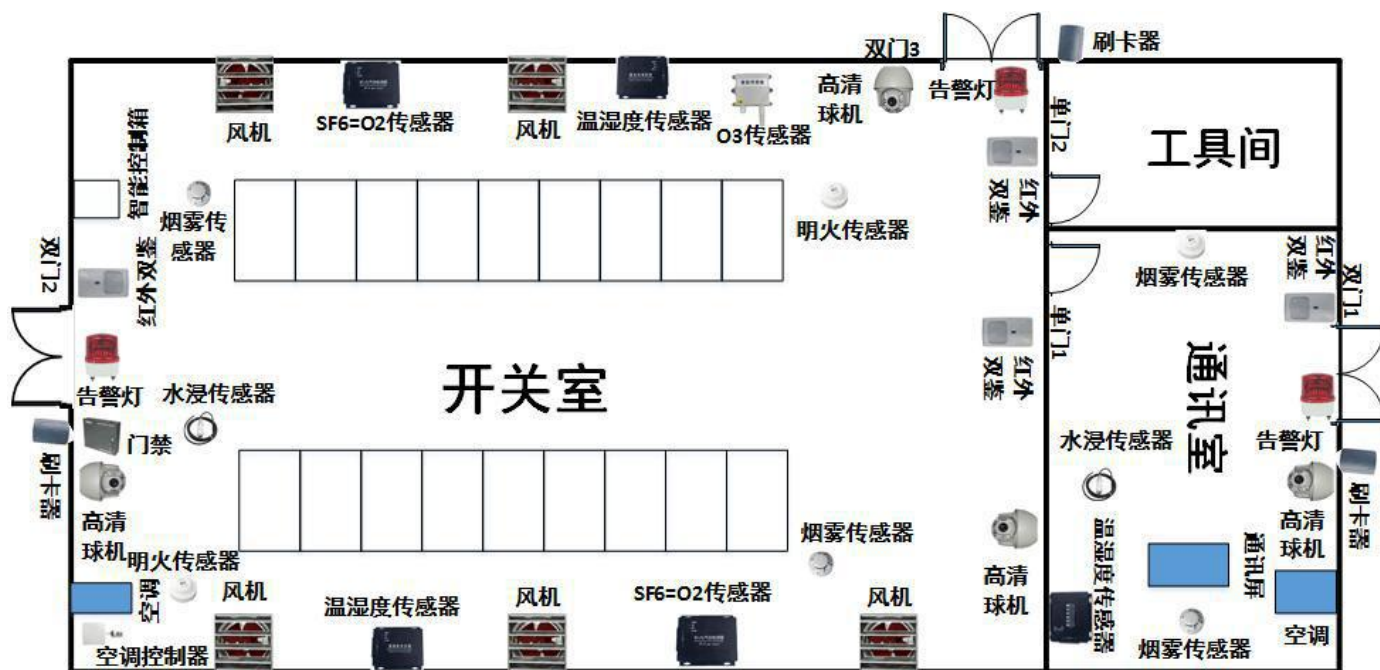 双门3
刷卡器
风机
SF6=O2传感器
风机
温湿度传感器
O3传感器
高清
球机
告警灯
单门2
工具间
智能控制箱
烟雾传
感器
明火传感器
红外
双鉴
双门2
红外双鉴
烟雾传感器
红外
双鉴
双门1
单门1
红外
双鉴
开关室
通讯室
告警灯
水浸传感器
门禁
刷卡器
高清
球机
水浸传感器
告警灯
高清
球机
刷卡器
明火传感器
空调
空调控制器
风机
温湿度传感器
风机
SF6=O2传感器
烟雾传感器
风机
高清
球机
温湿度传感器
通讯屏
烟雾传感器
空调